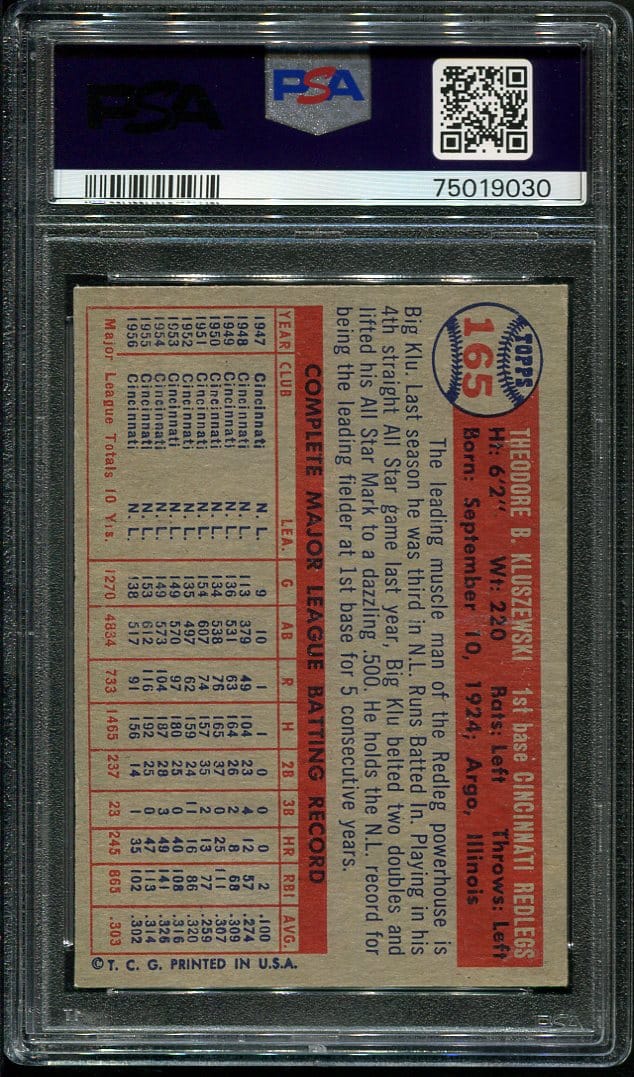 PSA
PSA
75019030
TOPPS
165
THEODORE B. KLUSZEWSKI 1st base CINCINNATI REDLEGS
Ht: 6'2" Wt: 220 Bats: Left Throws: Left
Born: September 10, 1924; Argo, Illinois
The leading muscle man of the Redleg powerhouse is
Big Klu. Last season he was third in N.L. Runs Batted In. Playing in his
4th straight All Star game last year, Big Klu belted two doubles and
lifted his All Star Mark to a dazzling .500. He holds the N.L. record for
being the leading fielder at 1st base for 5 consecutive years.
COMPLETE MAJOR LEAGUE BATTING RECORD
YEAR CLUB LEA. G AB R H 2B 3B HR RBI AVG.
1947 Cincinnati N. L. 9 10 1 1 0 0 0 2 .100
1948 Cincinnati N. L. 113 379 49 104 23 4 12 57 .274
1949 Cincinnati N. L. 136 531 63 164 26 2 8 68 .309
1950 Cincinnati N. L. 134 538 76 165 37 0 25 111 .307
1951 Cincinnati N. L. 154 607 74 157 35 2 13 77 .259
1952 Cincinnati N. L. 135 497 62 159 24 11 16 86 .320
1953 Cincinnati N. L. 149 570 97 180 25 0 40 108 .316
1954 Cincinnati N. L. 149 573 104 187 28 3 49 141 .326
1955 Cincinnati N. L. 153 612 116 192 25 0 47 113 .314
1956 Cincinnati N. L. 138 517 91 156 14 1 35 102 .302
Major League Totals 10 Yrs. 1270 4834 733 1465 237 23 245 865 .303
© T. C. G. PRINTED IN U.S.A.